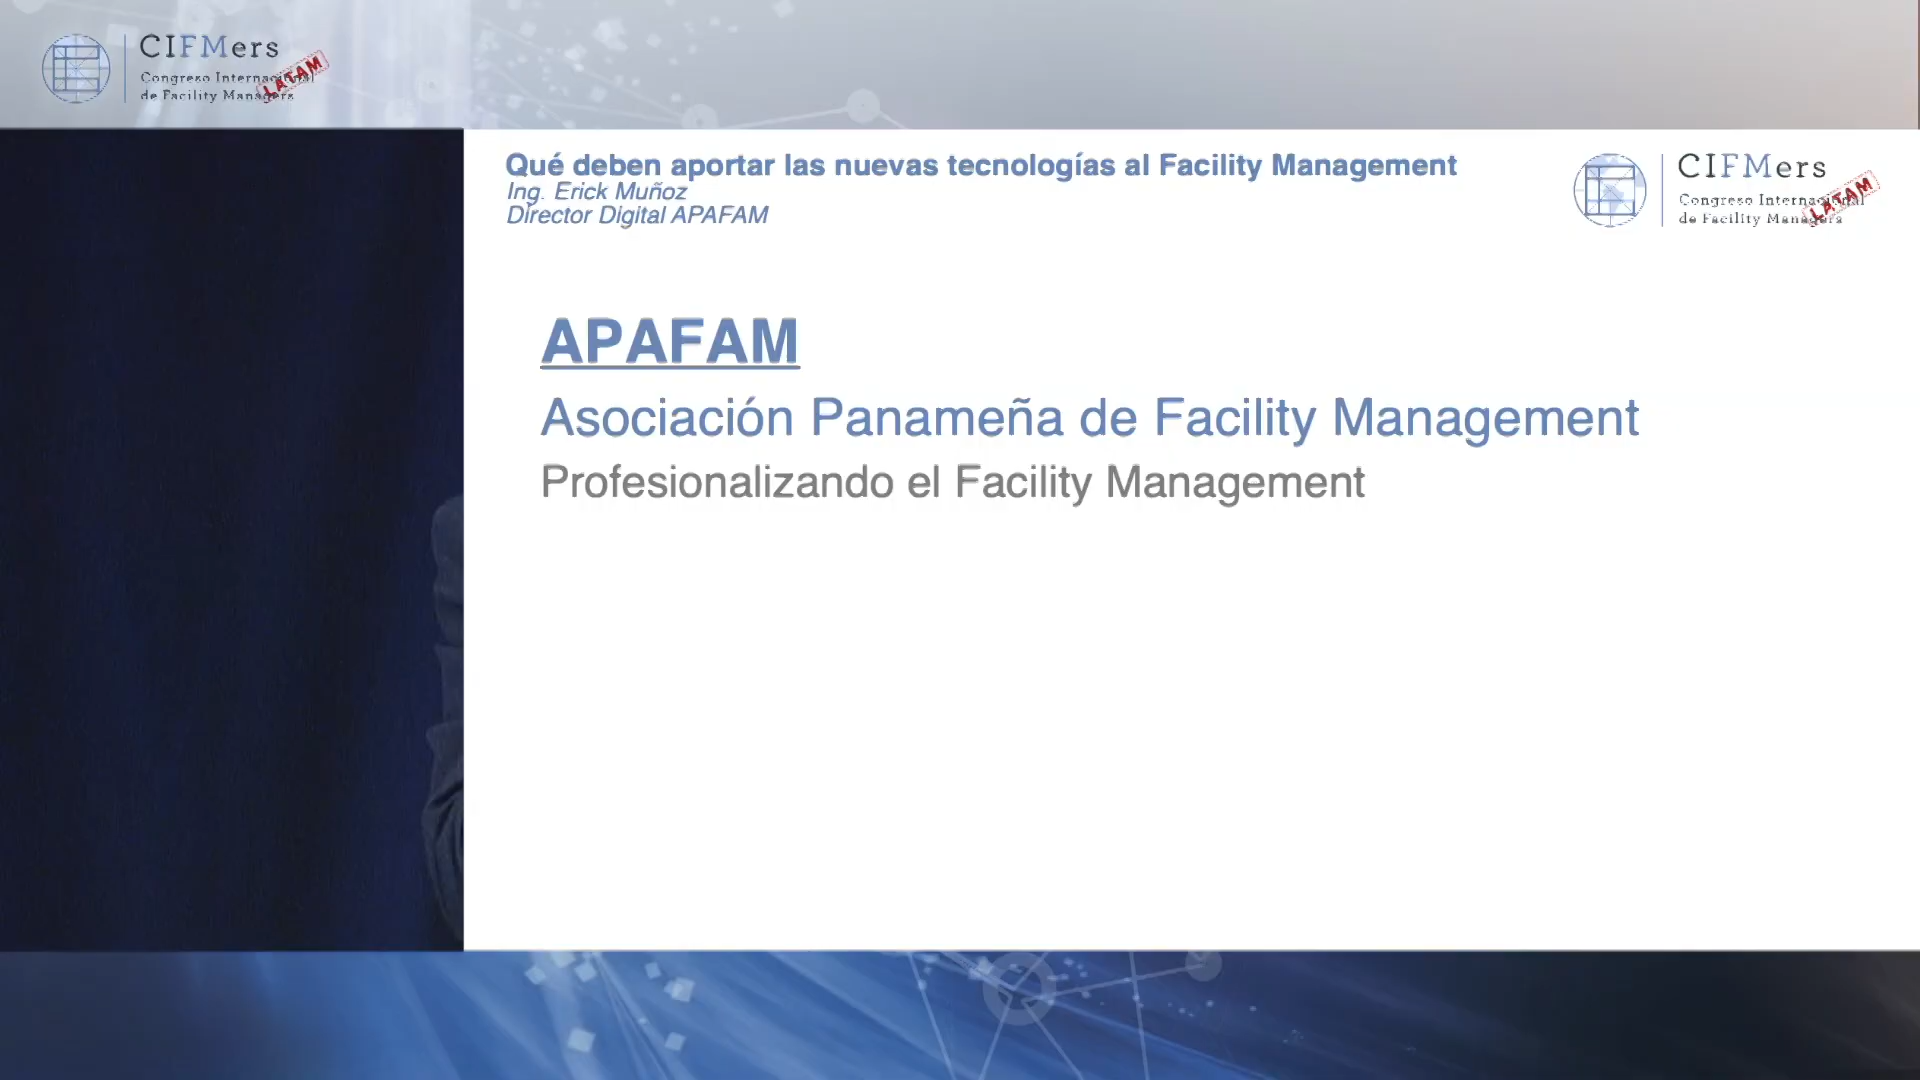 CIFMers
Congreso Internacional
de Facility Managers
LATAM
Qué deben aportar las nuevas tecnologías al Facility Management
Ing. Erick Muñoz
Director Digital APAFAM
CIFMers
Congreso Internacional
de Facility Managers
LATAM
APAFAM
Asociación Panameña de Facility Management
Profesionalizando el Facility Management